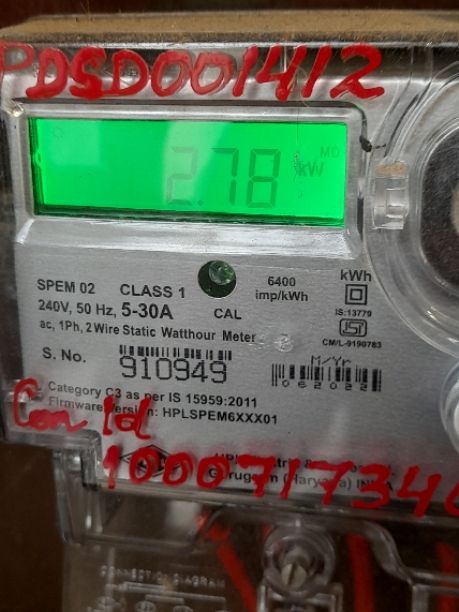 PDSD001412
MD
2.78 kW
SPEM 02 CLASS 1 6400 imp/kWh kWh
240V, 50 Hz, 5-30A CAL IS:13779
ac, 1Ph, 2 Wire Static Watthour Meter CM/L-9190783
S. No. 910949 M/Yr
062022
Category C3 as per IS 15959:2011
Firmware Version: HPLSPEM6XXX01
Con Id
100071734
Gurugram (Haryana) INDIA
CONNECTION DIAGRAM